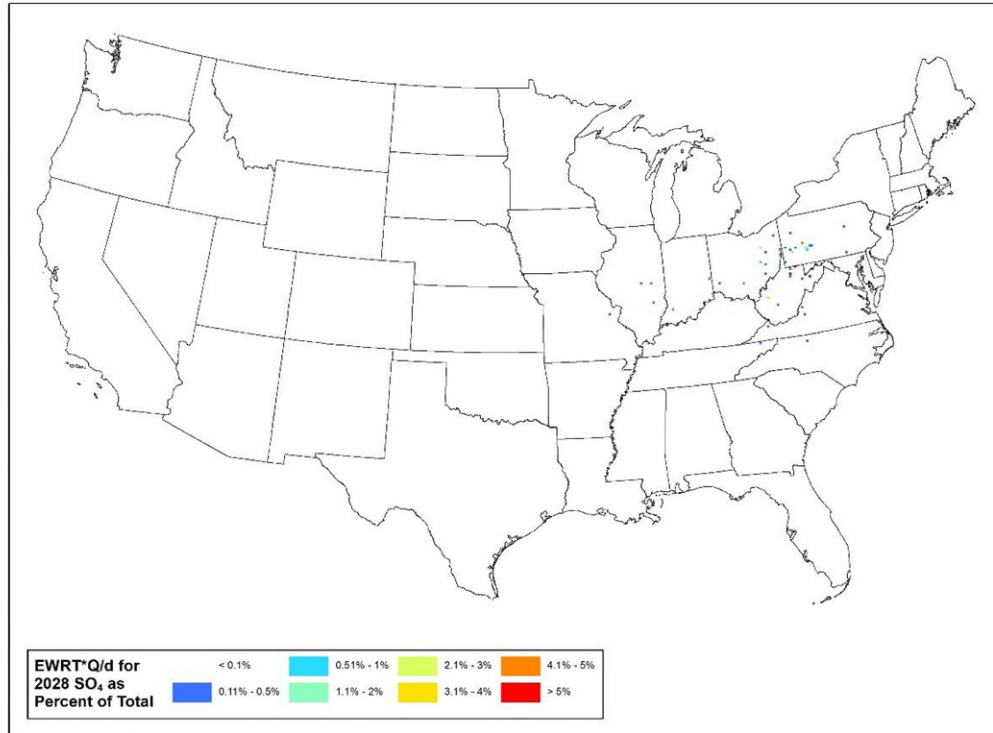 EWRT*Q/d for
2028 SO₄ as
Percent of Total
< 0.1%
0.11% - 0.5%
0.51% - 1%
1.1% - 2%
2.1% - 3%
3.1% - 4%
4.1% - 5%
> 5%